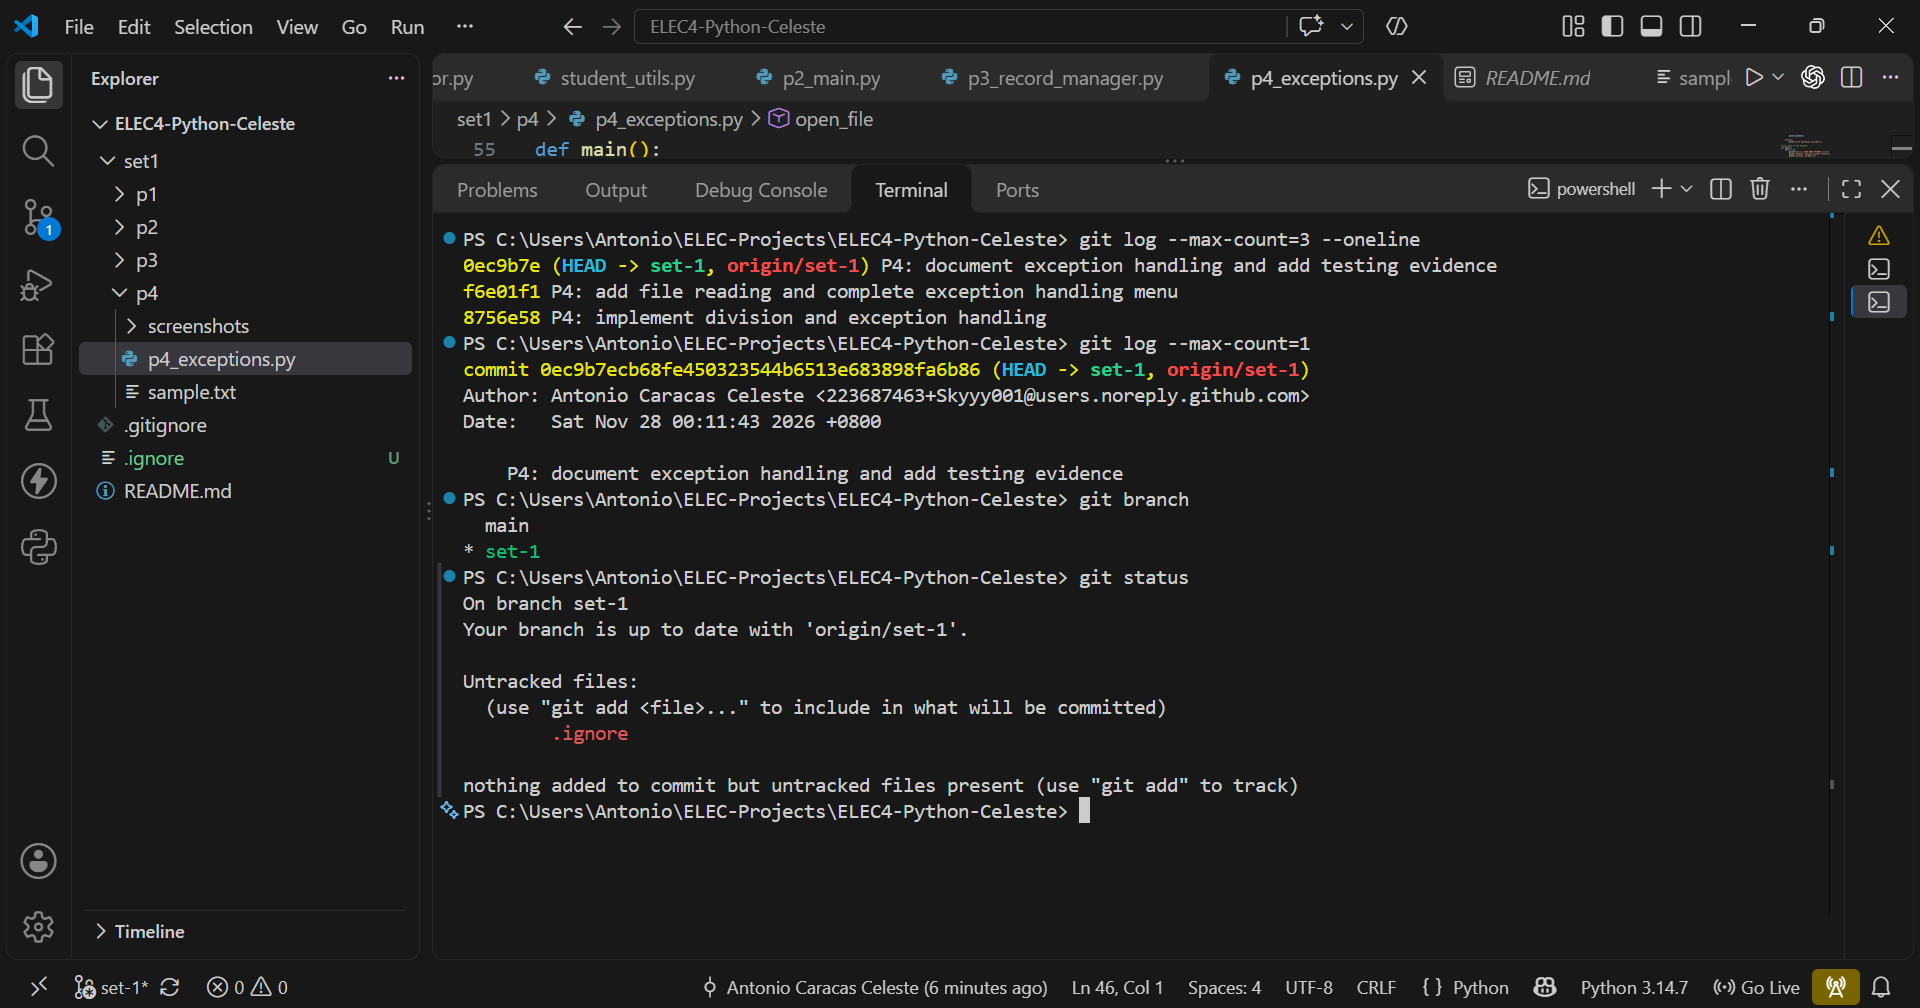 File Edit Selection View Go Run ELEC4-Python-Celeste
Explorer
ELEC4-Python-Celeste
set1
p1
p2
p3
p4
screenshots
p4_exceptions.py
sample.txt
.gitignore
.ignore U
README.md
Timeline
1
or.py student_utils.py p2_main.py p3_record_manager.py p4_exceptions.py README.md sampl
set1 > p4 > p4_exceptions.py > open_file
55 def main():
Problems Output Debug Console Terminal Ports powershell
PS C:\Users\Antonio\ELEC-Projects\ELEC4-Python-Celeste> git log --max-count=3 --oneline
0ec9b7e (HEAD -> set-1, origin/set-1) P4: document exception handling and add testing evidence
f6e01f1 P4: add file reading and complete exception handling menu
8756e58 P4: implement division and exception handling
PS C:\Users\Antonio\ELEC-Projects\ELEC4-Python-Celeste> git log --max-count=1
commit 0ec9b7ecb68fe450323544b6513e683898fa6b86 (HEAD -> set-1, origin/set-1)
Author: Antonio Caracas Celeste <223687463+Skyyy001@users.noreply.github.com>
Date:   Sat Nov 28 00:11:43 2026 +0800
P4: document exception handling and add testing evidence
PS C:\Users\Antonio\ELEC-Projects\ELEC4-Python-Celeste> git branch
main
* set-1
PS C:\Users\Antonio\ELEC-Projects\ELEC4-Python-Celeste> git status
On branch set-1
Your branch is up to date with 'origin/set-1'.
Untracked files:
(use "git add <file>..." to include in what will be committed)
.ignore
nothing added to commit but untracked files present (use "git add" to track)
PS C:\Users\Antonio\ELEC-Projects\ELEC4-Python-Celeste>
set-1* 0 0 Antonio Caracas Celeste (6 minutes ago) Ln 46, Col 1 Spaces: 4 UTF-8 CRLF {} Python Python 3.14.7 Go Live